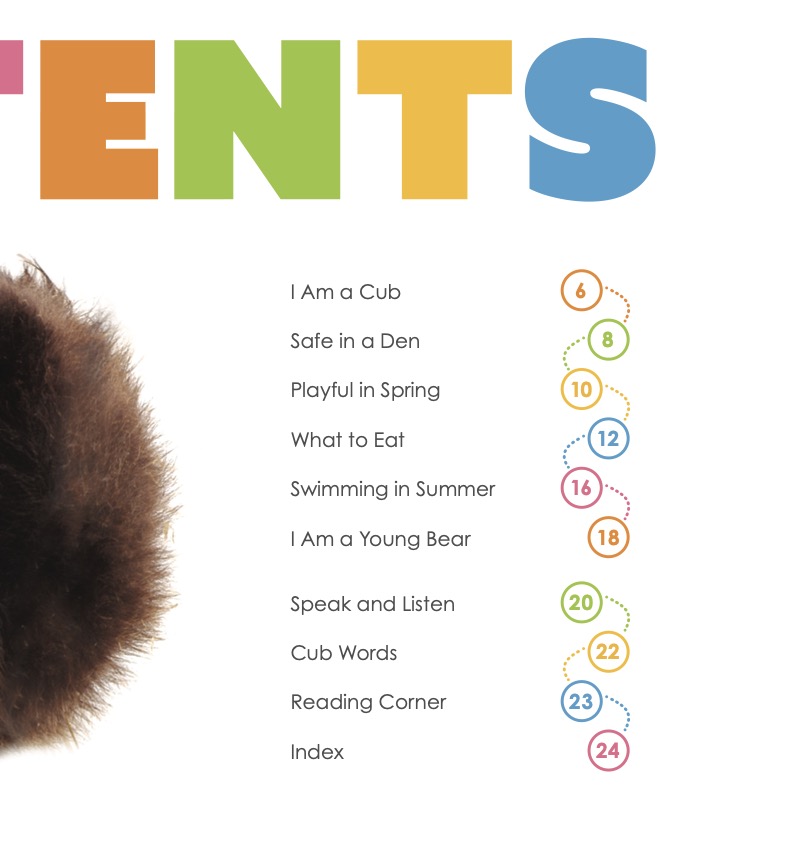 TENTS
I Am a Cub 6
Safe in a Den 8
Playful in Spring 10
What to Eat 12
Swimming in Summer 16
I Am a Young Bear 18
Speak and Listen 20
Cub Words 22
Reading Corner 23
Index 24